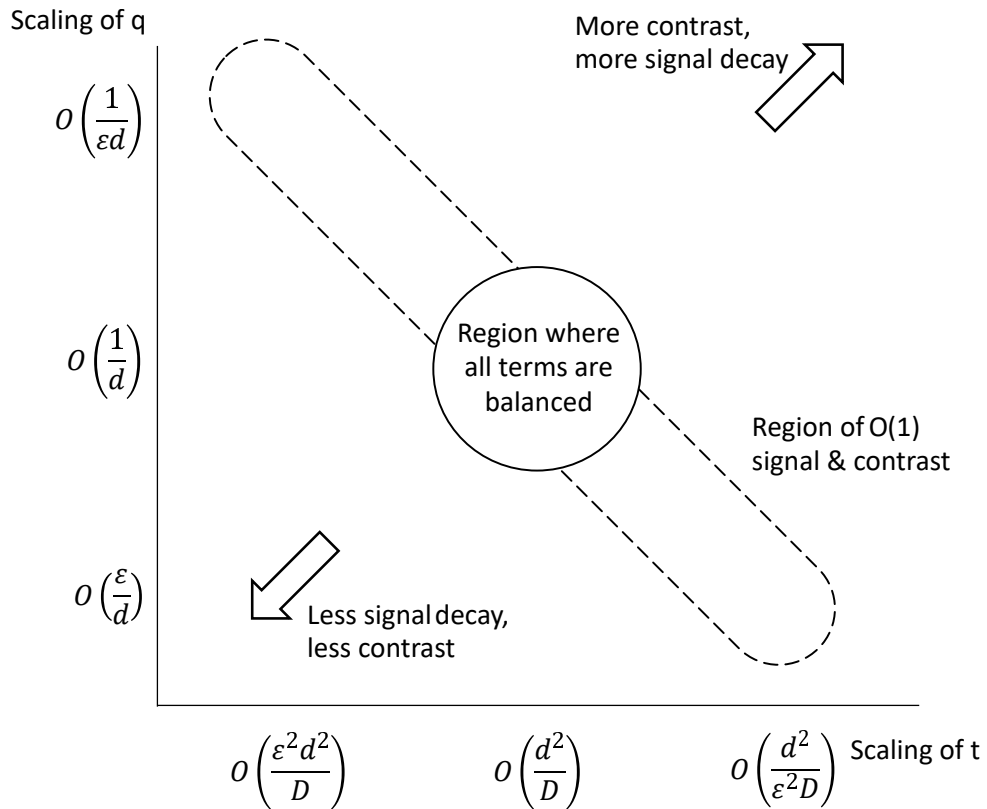 Scaling of q
More contrast,
more signal decay
O(1/εd)
Region where
all terms are
balanced
O(1/d)
Region of O(1)
signal & contrast
O(ε/d)
Less signal decay,
less contrast
O(ε²d²/D)
O(d²/D)
O(d²/ε²D)
Scaling of t